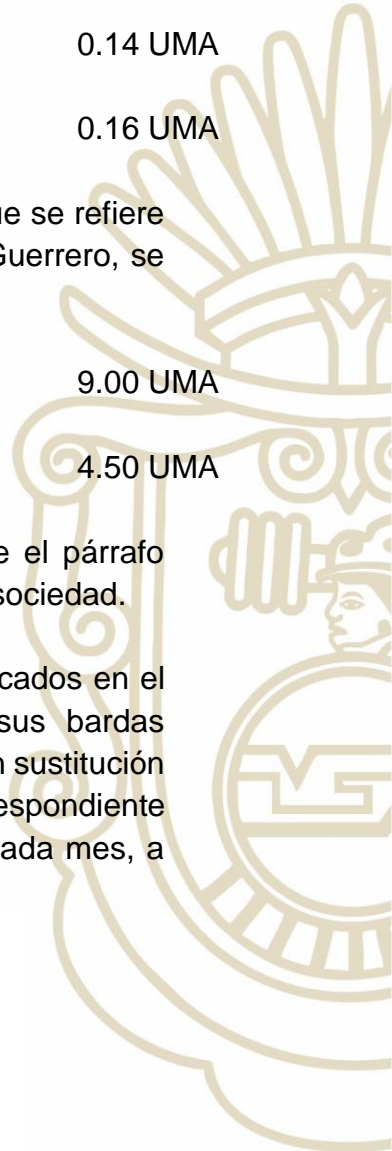 0.14 UMA
0.16 UMA
ue se refiere
Guerrero, se
9.00 UMA
4.50 UMA
e el párrafo
sociedad.
cados en el
sus bardas
n sustitución
espondiente
ada mes, a